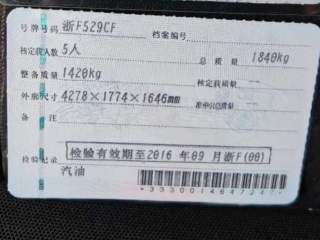 号牌号码 浙F529CF 档案编号
核定载人数 5人 总质量 1840kg
整备质量 1420kg 核定载质量 --
外廓尺寸 4278×1774×1646mm 准牵引总质量 --
备注
检验记录 检验有效期至2016 年09 月浙F(00)
汽油